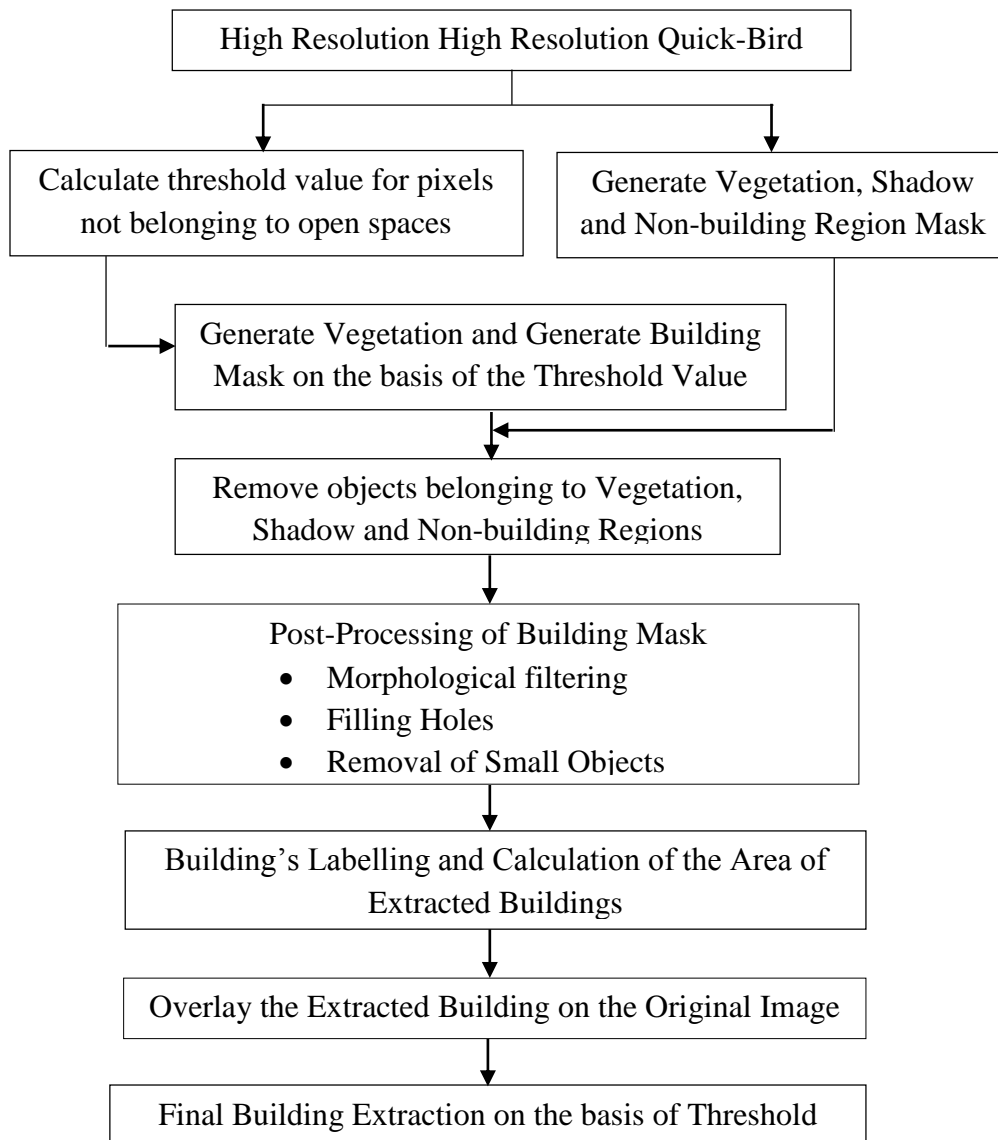 High Resolution High Resolution Quick-Bird
Calculate threshold value for pixels
not belonging to open spaces
Generate Vegetation, Shadow
and Non-building Region Mask
Generate Vegetation and Generate Building
Mask on the basis of the Threshold Value
Remove objects belonging to Vegetation,
Shadow and Non-building Regions
Post-Processing of Building Mask
• Morphological filtering
• Filling Holes
• Removal of Small Objects
Building’s Labelling and Calculation of the Area of
Extracted Buildings
Overlay the Extracted Building on the Original Image
Final Building Extraction on the basis of Threshold